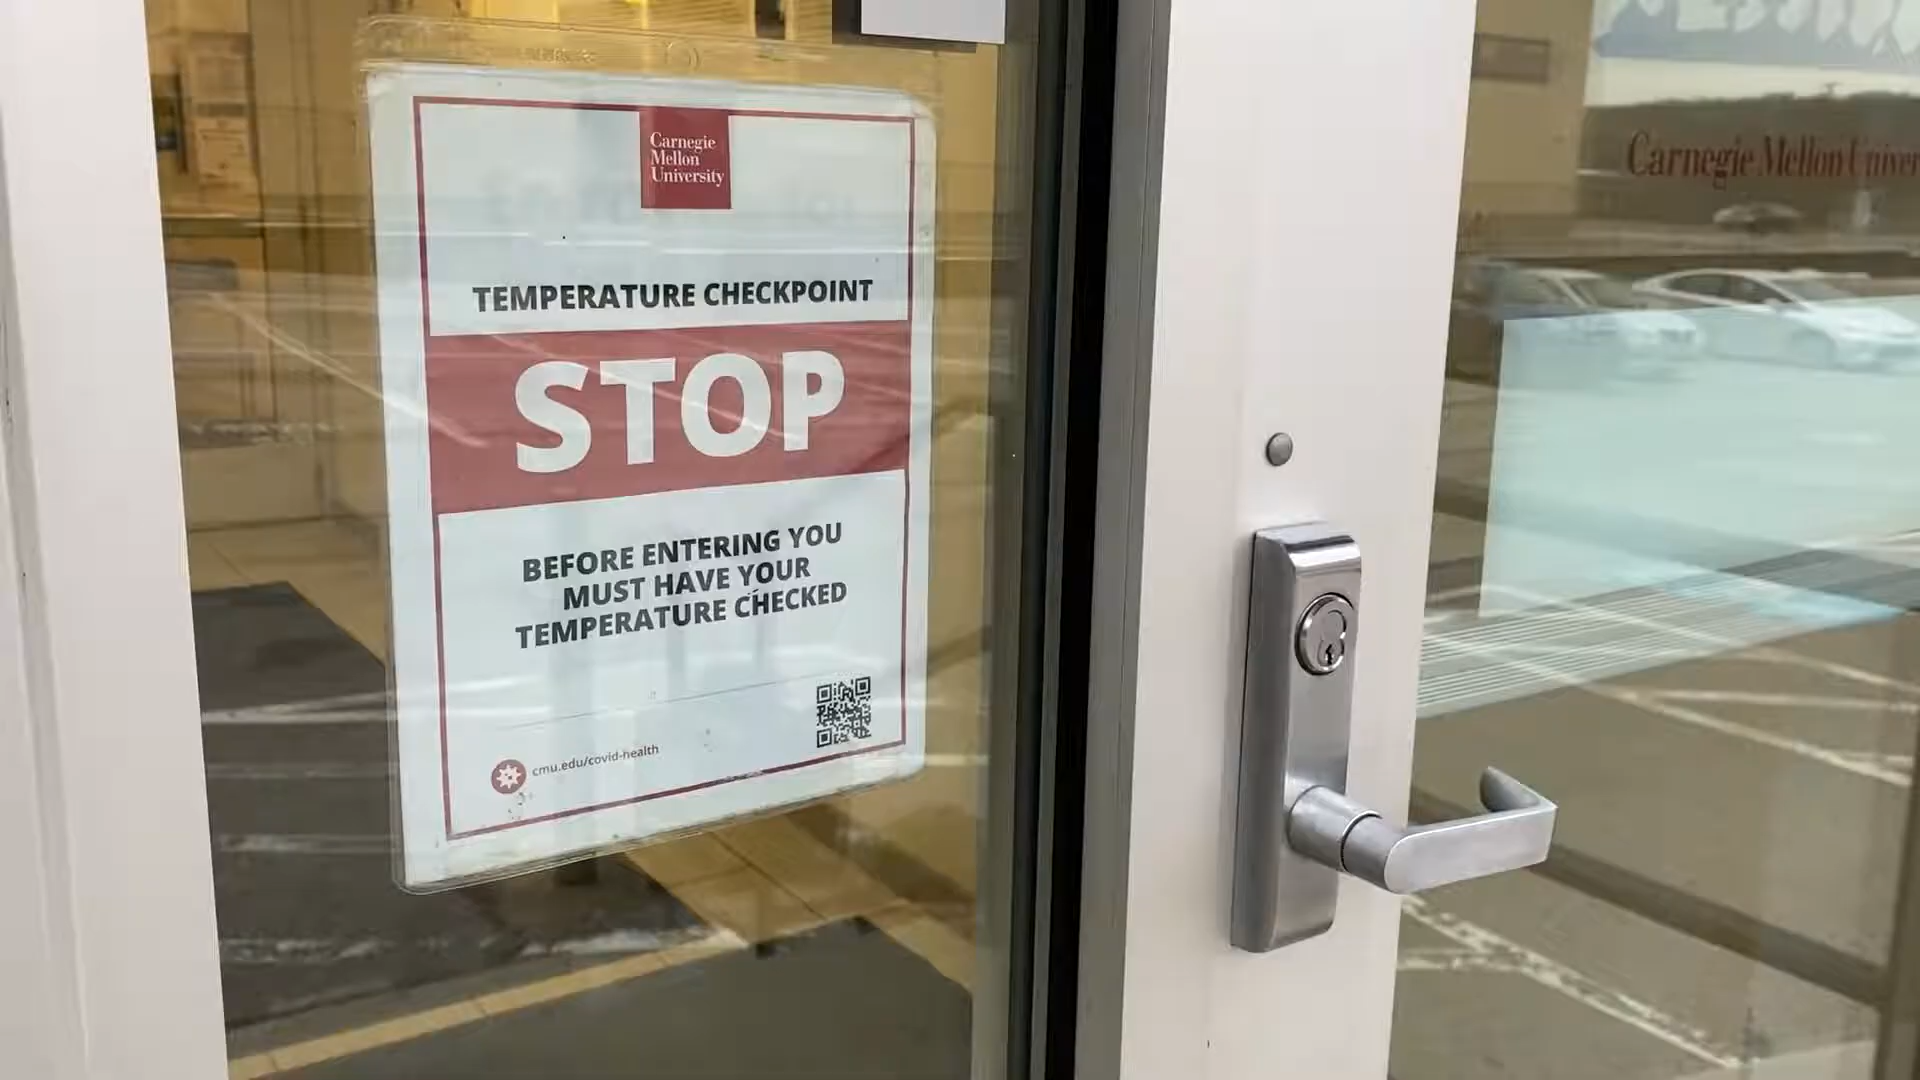 Carnegie
Mellon
University
TEMPERATURE CHECKPOINT
STOP
BEFORE ENTERING YOU
MUST HAVE YOUR
TEMPERATURE CHECKED
cmu.edu/covid-health
Carnegie Mellon Univer